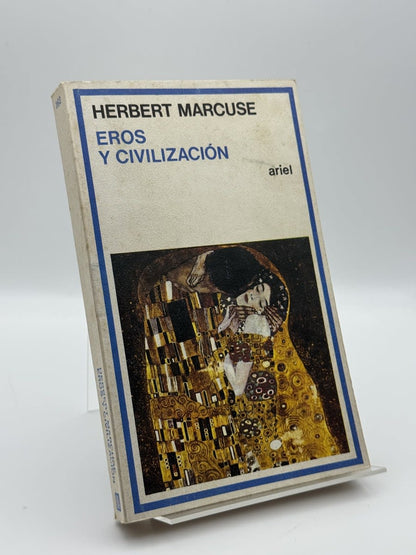 HERBERT MARCUSE
EROS
Y CIVILIZACIÓN
ariel